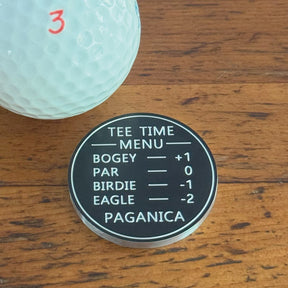 3
TEE TIME
MENU
BOGEY — +1
PAR — 0
BIRDIE — -1
EAGLE — -2
PAGANICA